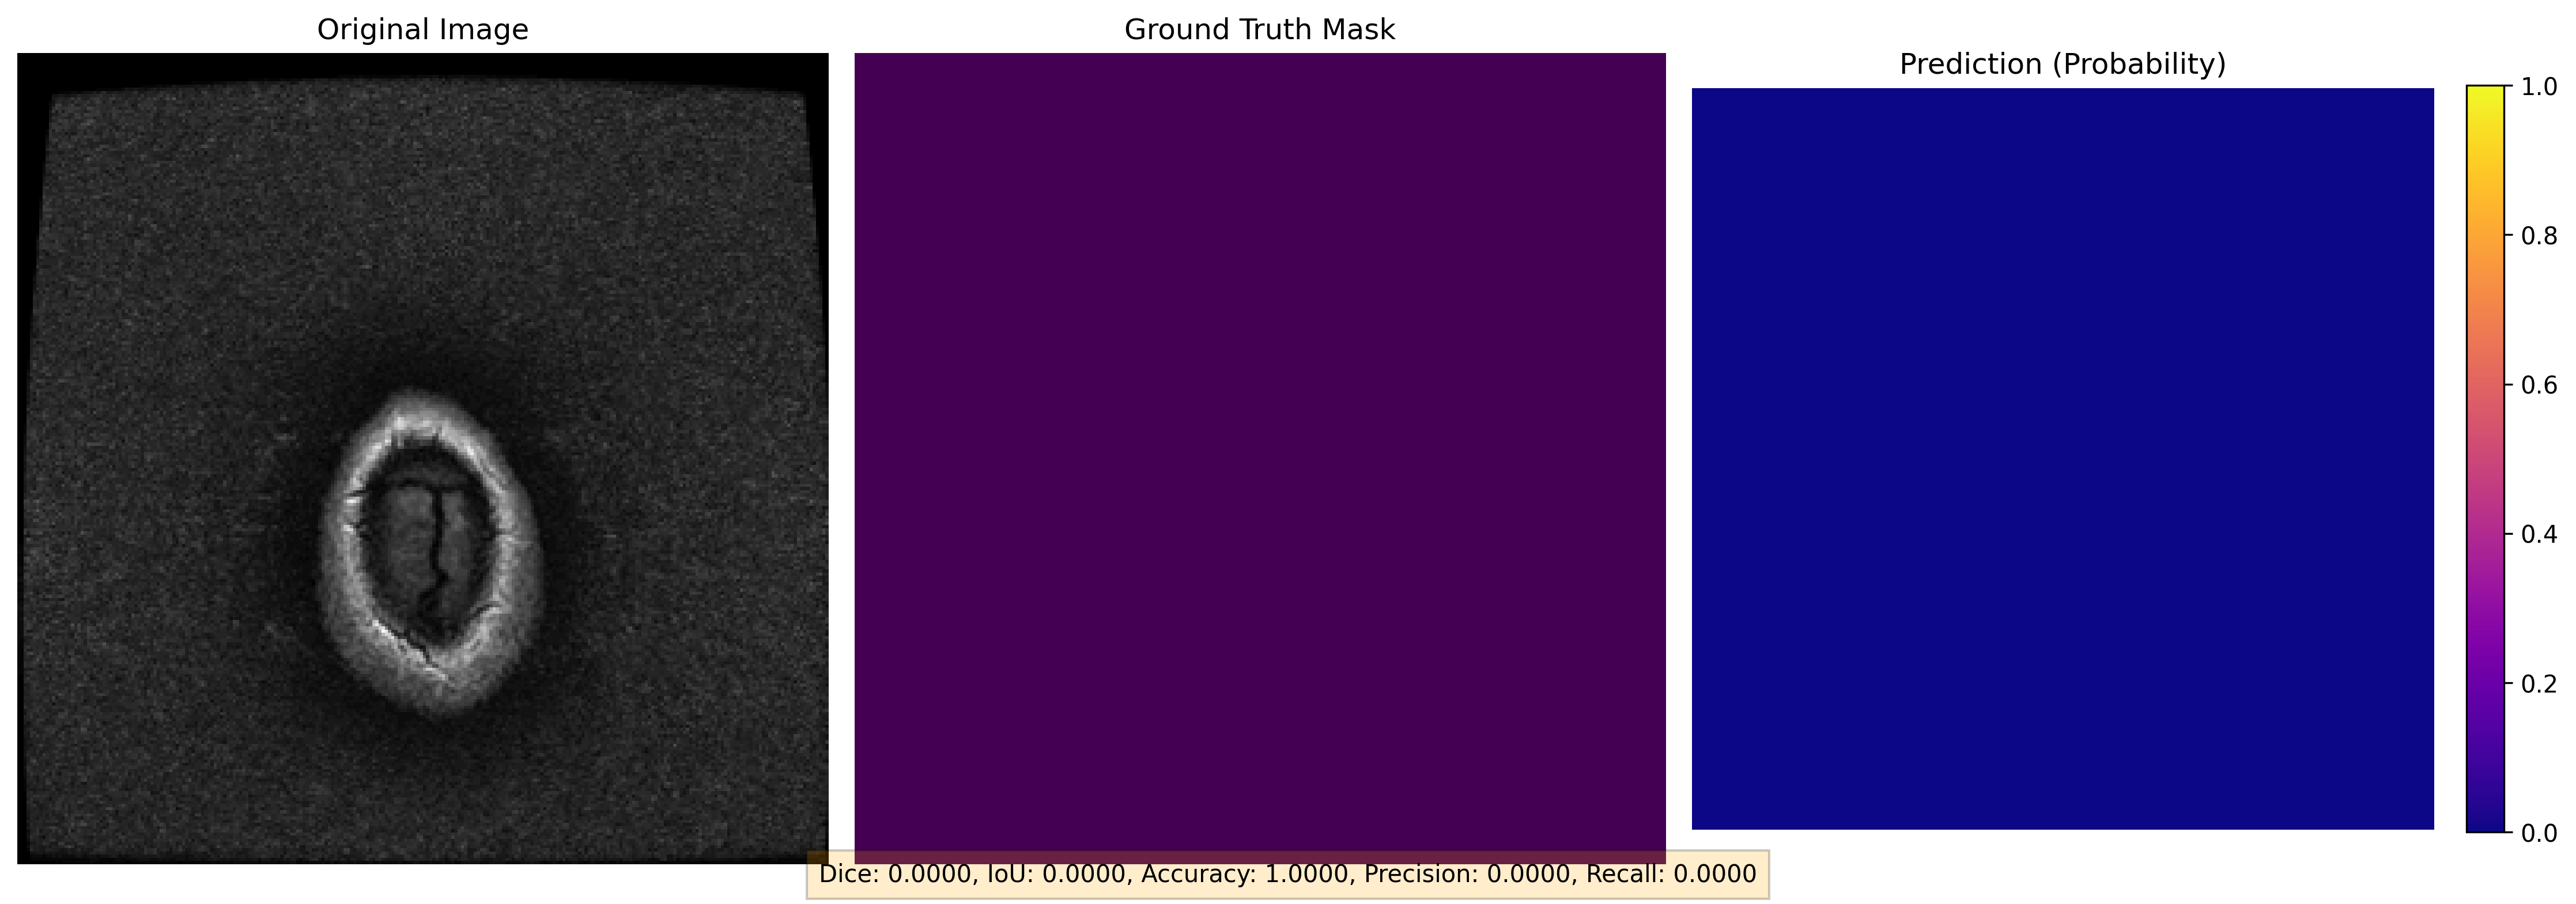 Original Image
Ground Truth Mask
Prediction (Probability)
1.0
0.8
0.6
0.4
0.2
0.0
Dice: 0.0000, IoU: 0.0000, Accuracy: 1.0000, Precision: 0.0000, Recall: 0.0000